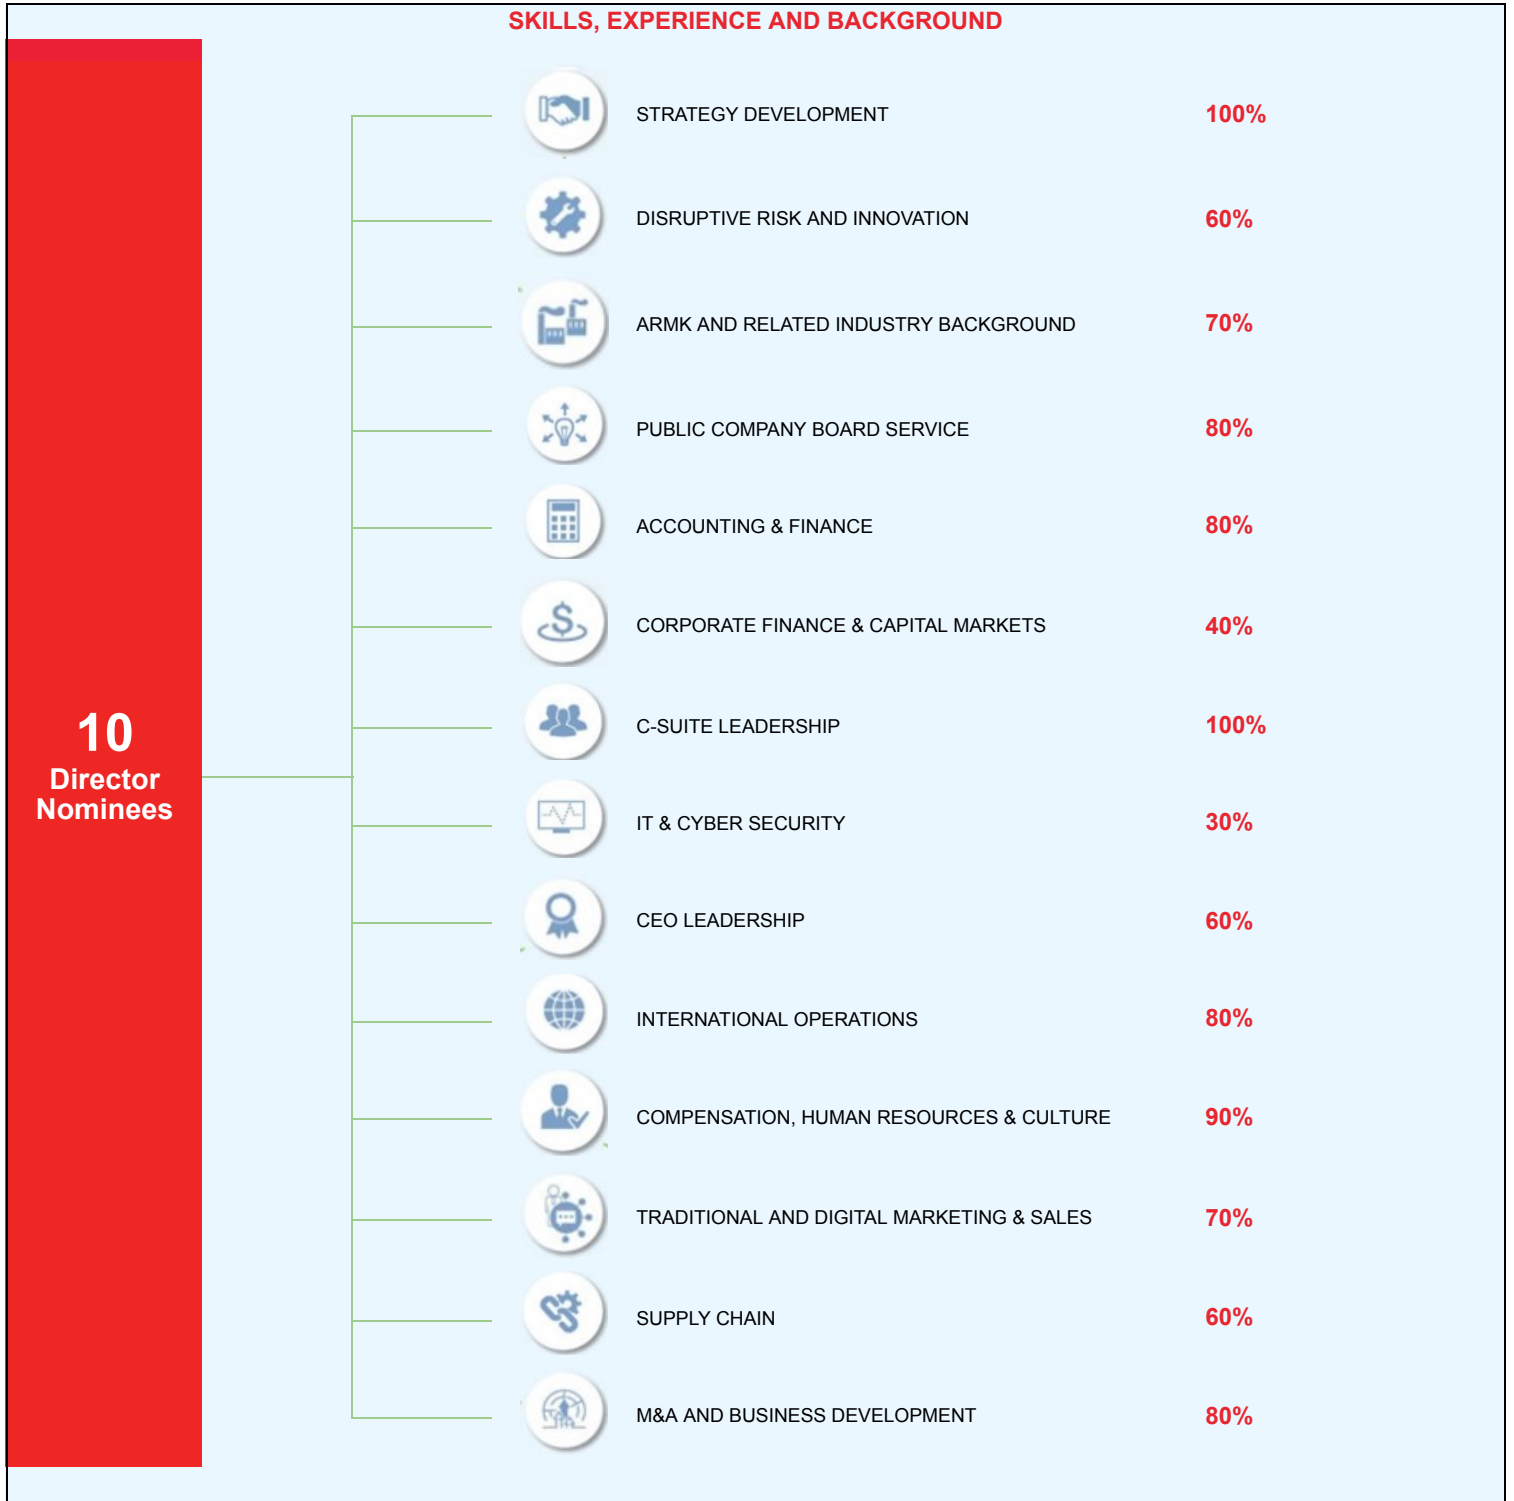 SKILLS, EXPERIENCE AND BACKGROUND
10
Director
Nominees
STRATEGY DEVELOPMENT 100%
DISRUPTIVE RISK AND INNOVATION 60%
ARMK AND RELATED INDUSTRY BACKGROUND 70%
PUBLIC COMPANY BOARD SERVICE 80%
ACCOUNTING & FINANCE 80%
CORPORATE FINANCE & CAPITAL MARKETS 40%
C-SUITE LEADERSHIP 100%
IT & CYBER SECURITY 30%
CEO LEADERSHIP 60%
INTERNATIONAL OPERATIONS 80%
COMPENSATION, HUMAN RESOURCES & CULTURE 90%
TRADITIONAL AND DIGITAL MARKETING & SALES 70%
SUPPLY CHAIN 60%
M&A AND BUSINESS DEVELOPMENT 80%